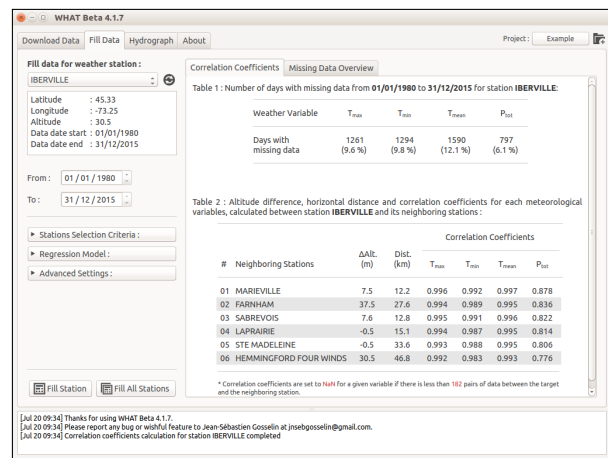 WHAT Beta 4.1.7
Download Data Fill Data Hydrograph About
Project : Example
Fill data for weather station :
IBERVILLE
Latitude : 45.33
Longitude : -73.25
Altitude : 30.5
Data date start : 01/01/1980
Data date end : 31/12/2015
From : 01 / 01 / 1980
To : 31 / 12 / 2015
Stations Selection Criteria :
Regression Model :
Advanced Settings :
Fill Station Fill All Stations
Correlation Coefficients Missing Data Overview
Table 1 : Number of days with missing data from 01/01/1980 to 31/12/2015 for station IBERVILLE:
Weather Variable Tmax Tmin Tmean Ptot
Days with 1261 1294 1590 797
missing data (9.6 %) (9.8 %) (12.1 %) (6.1 %)
Table 2 : Altitude difference, horizontal distance and correlation coefficients for each meteorological
variables, calculated between station IBERVILLE and its neighboring stations :
Correlation Coefficients
ΔAlt. Dist.
# Neighboring Stations (m) (km) Tmax Tmin Tmean Ptot
01 MARIEVILLE 7.5 12.2 0.996 0.992 0.997 0.878
02 FARNHAM 37.5 27.6 0.994 0.989 0.995 0.836
03 SABREVOIS 7.6 12.8 0.995 0.991 0.996 0.822
04 LAPRAIRIE -0.5 15.1 0.994 0.987 0.995 0.814
05 STE MADELEINE -0.5 33.6 0.993 0.988 0.995 0.806
06 HEMMINGFORD FOUR WINDS 30.5 46.8 0.992 0.983 0.993 0.776
* Correlation coefficients are set to NaN for a given variable if there is less than 182 pairs of data between the target
and the neighboring station.
[Jul 20 09:34] Thanks for using WHAT Beta 4.1.7.
[Jul 20 09:34] Please report any bug or wishful feature to Jean-Sébastien Gosselin at jnsebgosselin@gmail.com.
[Jul 20 09:34] Correlation coefficients calculation for station IBERVILLE completed